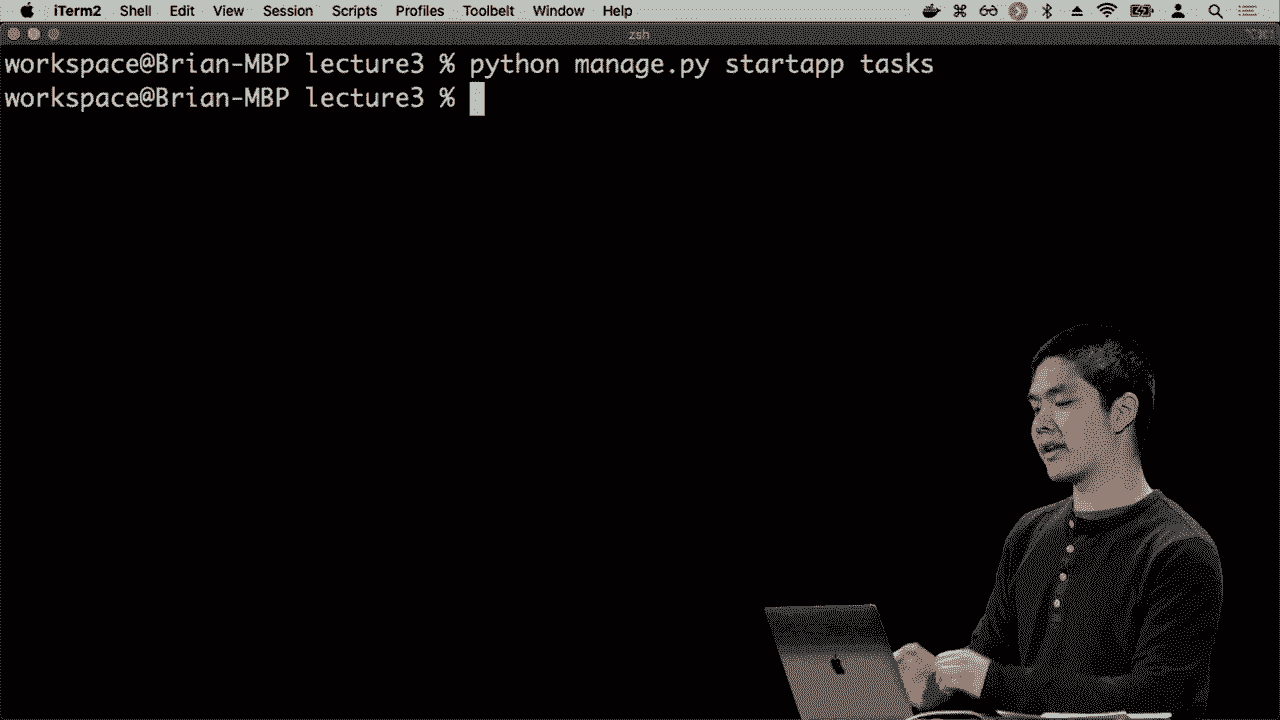 iTerm2 Shell Edit View Session Scripts Profiles Toolbelt Window Help
zsh
workspace@Brian-MBP lecture3 % python manage.py startapp tasks
workspace@Brian-MBP lecture3 %